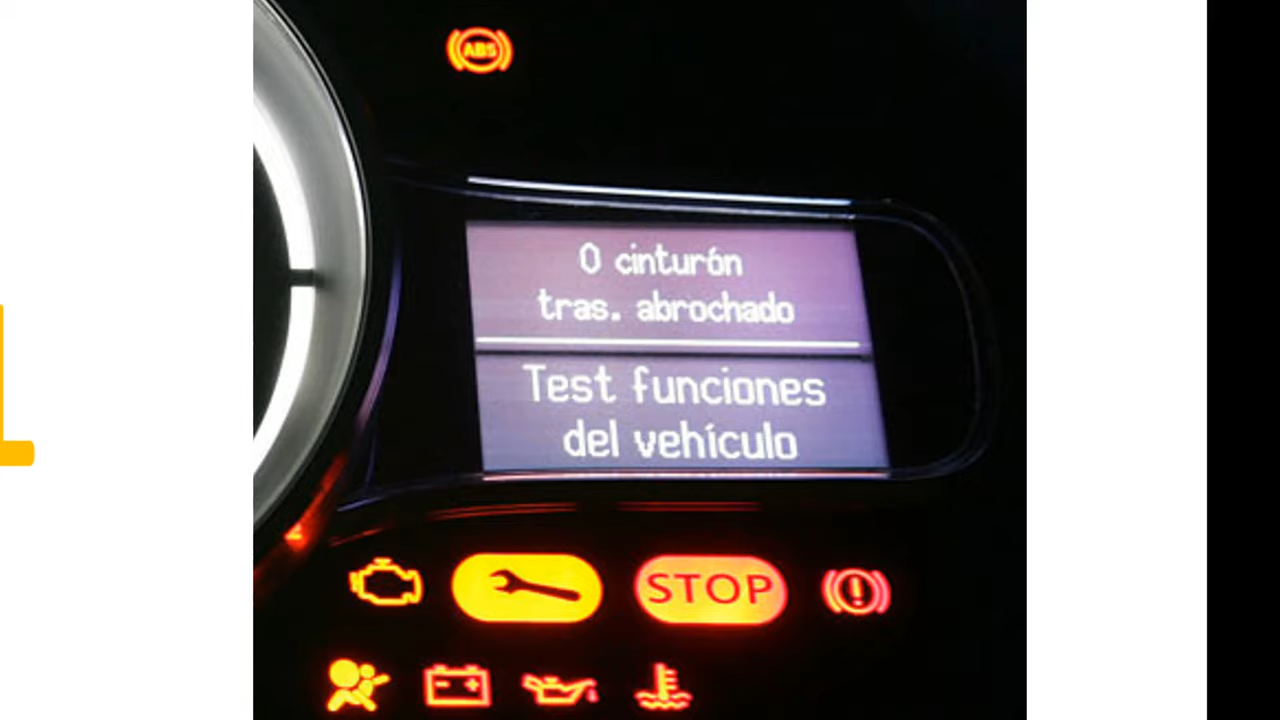 ABS
0 cinturón
tras. abrochado
Test funciones
del vehículo
STOP